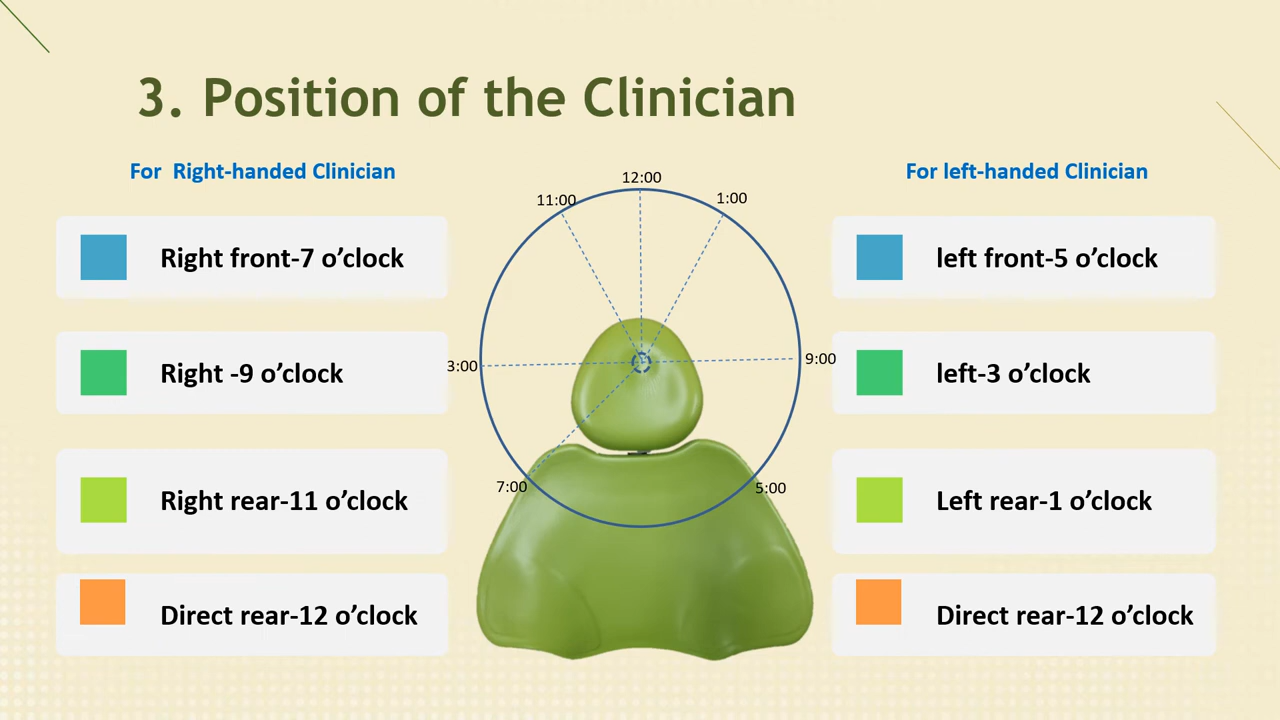 3. Position of the Clinician
For  Right-handed Clinician
Right front-7 o’clock
Right -9 o’clock
Right rear-11 o’clock
Direct rear-12 o’clock
12:00
11:00
1:00
3:00
9:00
7:00
5:00
For left-handed Clinician
left front-5 o’clock
left-3 o’clock
Left rear-1 o’clock
Direct rear-12 o’clock